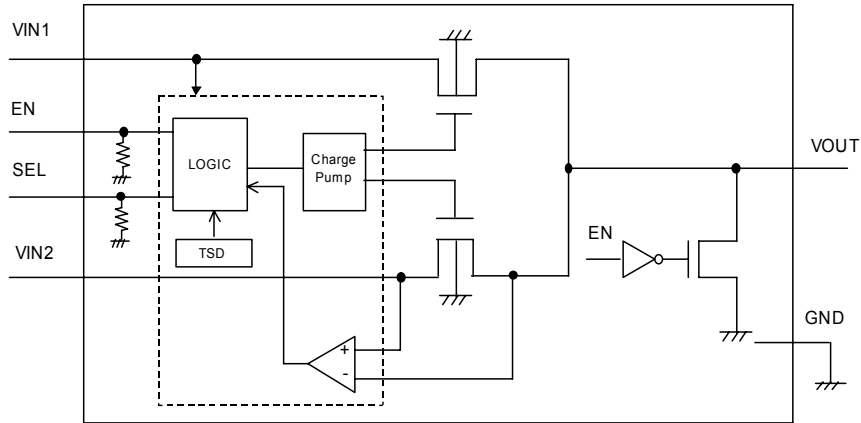 VIN1
EN
SEL
VIN2
LOGIC
TSD
Charge
Pump
+
-
EN
VOUT
GND